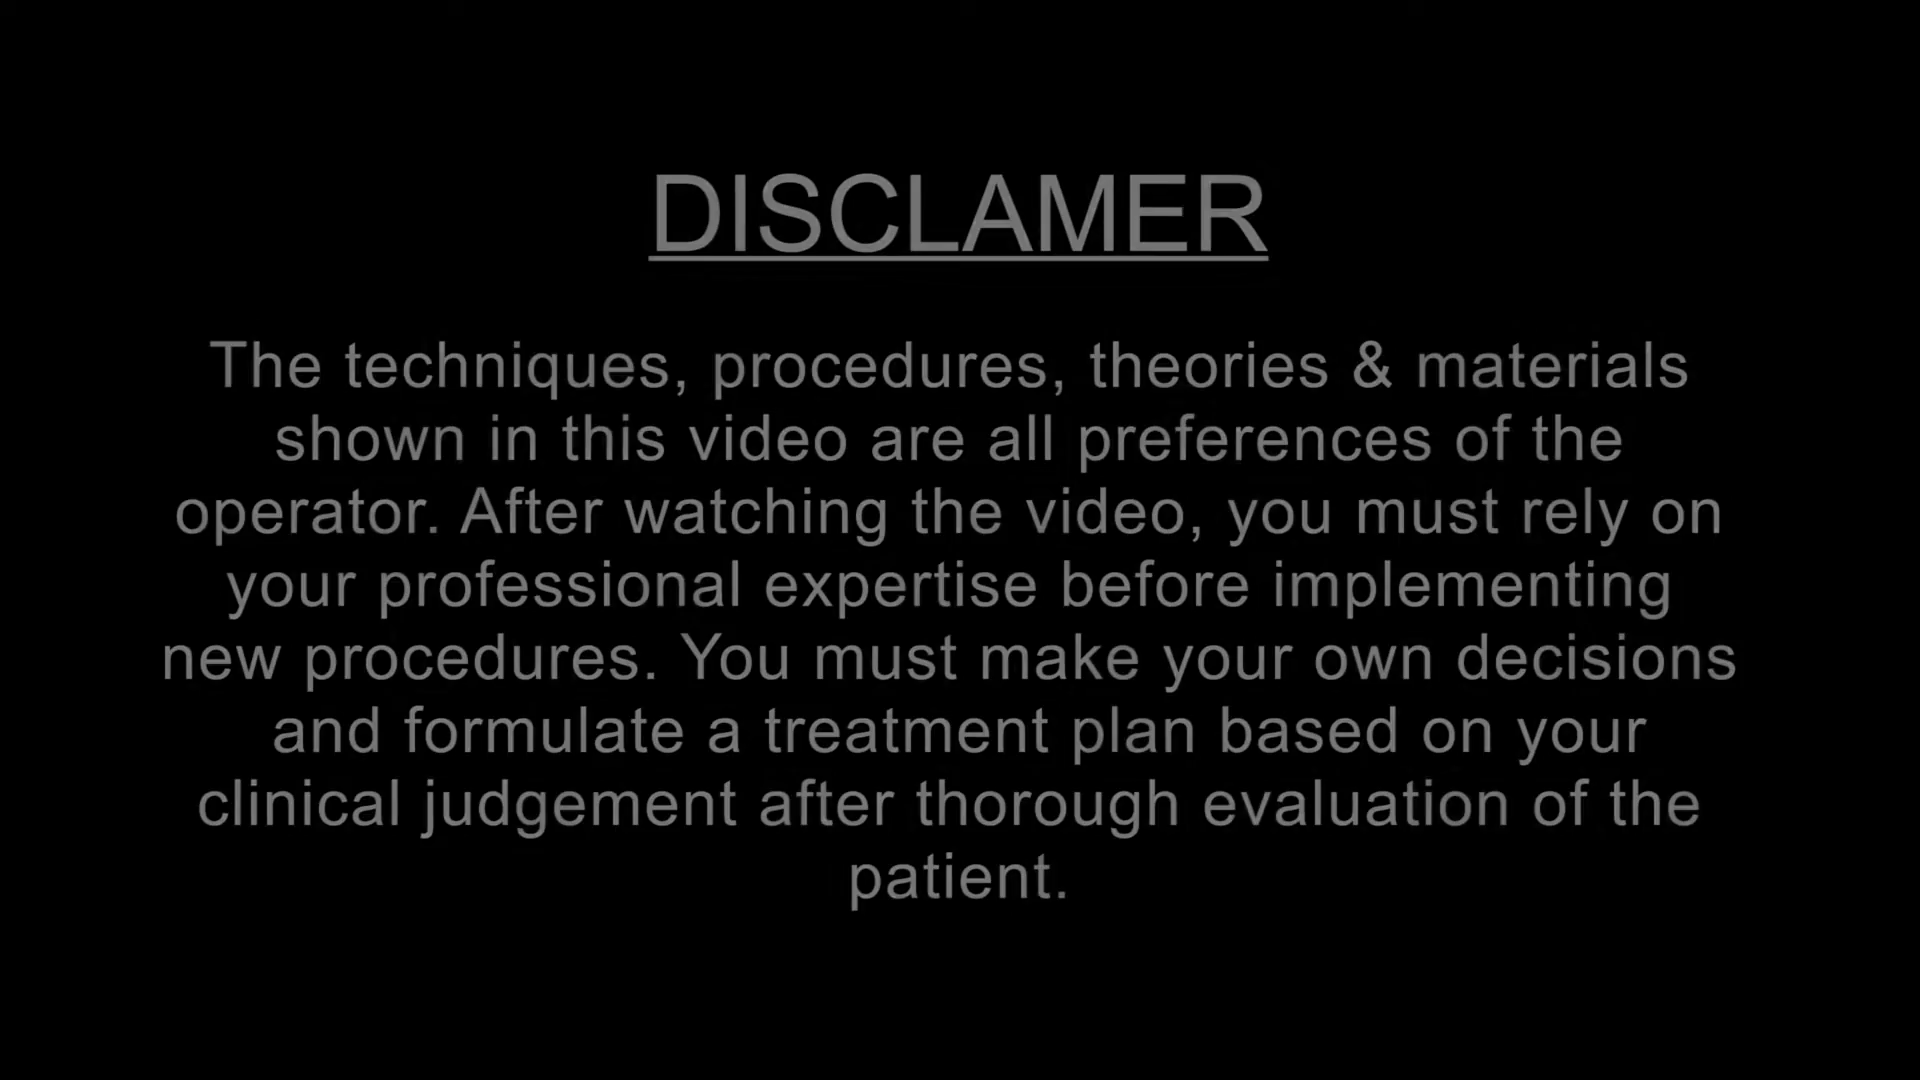 DISCLAMER
The techniques, procedures, theories & materials
shown in this video are all preferences of the
operator. After watching the video, you must rely on
your professional expertise before implementing
new procedures. You must make your own decisions
and formulate a treatment plan based on your
clinical judgement after thorough evaluation of the
patient.